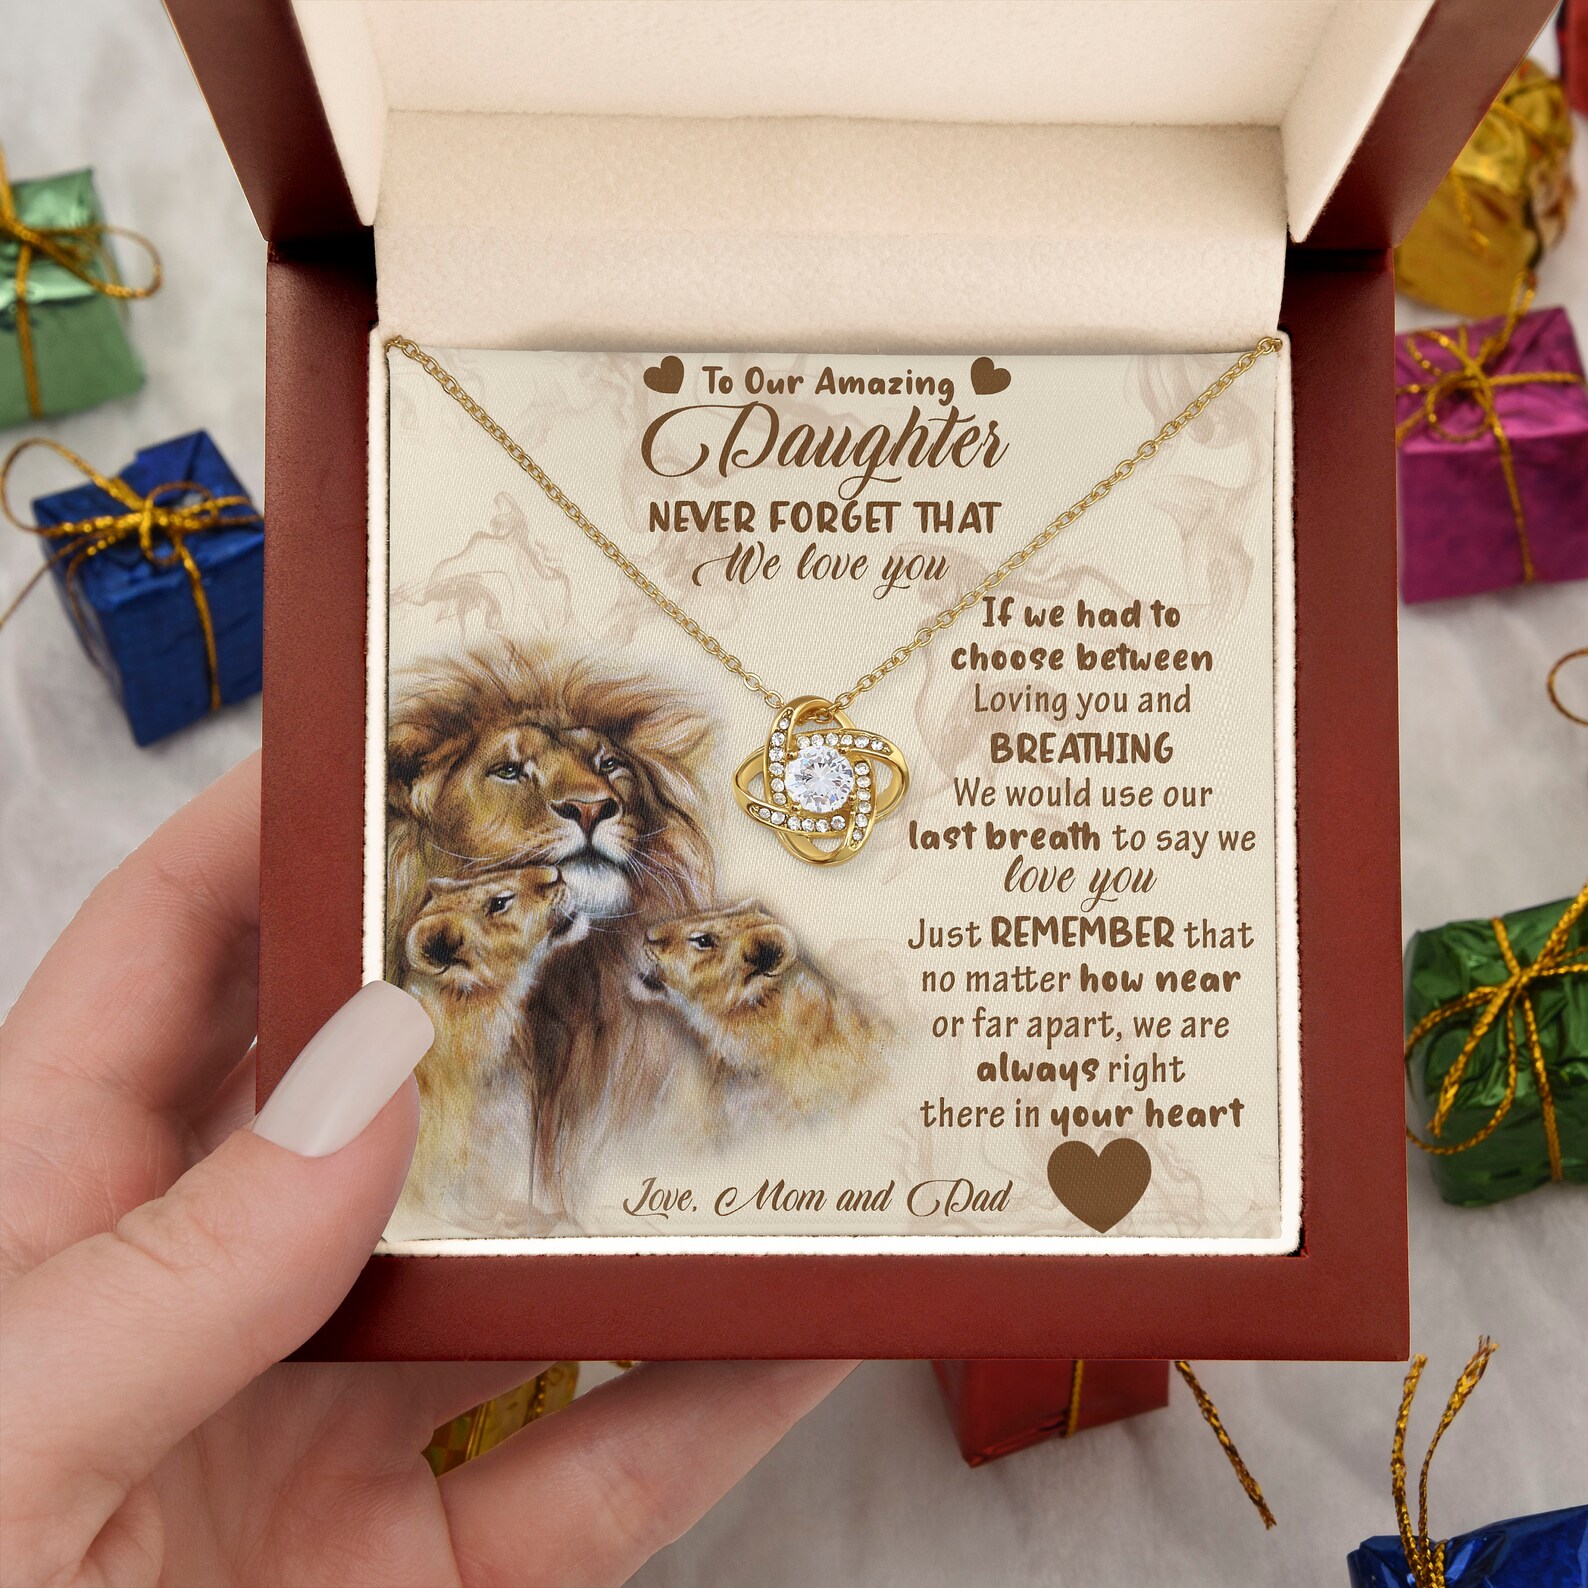 To Our Amazing
Daughter
NEVER FORGET THAT
We love you
If we had to
choose between
Loving you and
BREATHING
We would use our
last breath to say we
love you
Just REMEMBER that
no matter how near
or far apart, we are
always right
there in your heart
Love, Mom and Dad